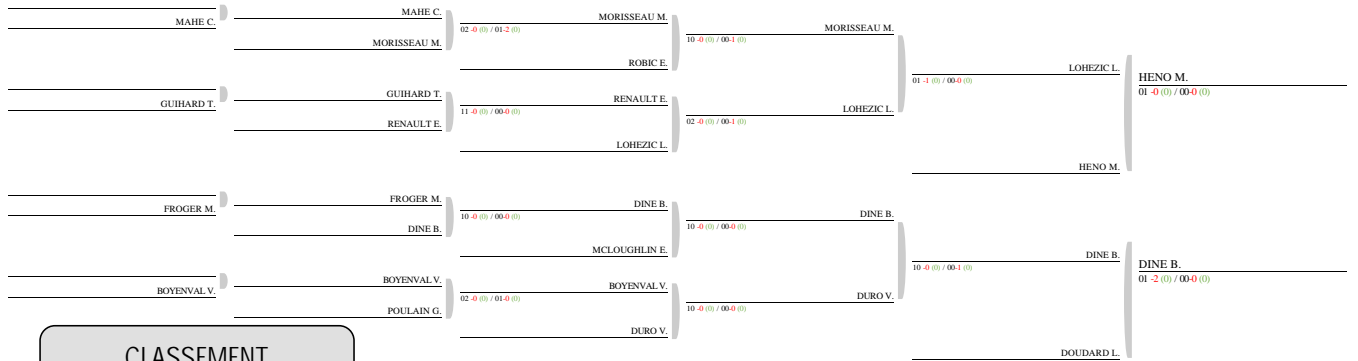 MAHE C.
MAHE C.
MORISSEAU M.
02 -0 (0) / 01-2 (0)
MORISSEAU M.
ROBIC E.
10 -0 (0) / 00-1 (0)
MORISSEAU M.
GUIHARD T.
GUIHARD T.
RENAULT E.
11 -0 (0) / 00-0 (0)
RENAULT E.
LOHEZIC L.
02 -0 (0) / 00-1 (0)
LOHEZIC L.
01 -1 (0) / 00-0 (0)
LOHEZIC L.
HENO M.
HENO M.
01 -0 (0) / 00-0 (0)
FROGER M.
FROGER M.
DINE B.
10 -0 (0) / 00-0 (0)
DINE B.
MCLOUGHLIN E.
10 -0 (0) / 00-0 (0)
DINE B.
BOYENVAL V.
BOYENVAL V.
POULAIN G.
02 -0 (0) / 01-0 (0)
BOYENVAL V.
DURO V.
10 -0 (0) / 00-0 (0)
DURO V.
10 -0 (0) / 00-1 (0)
DINE B.
DOUDARD L.
DINE B.
01 -2 (0) / 00-0 (0)
CLASSEMENT